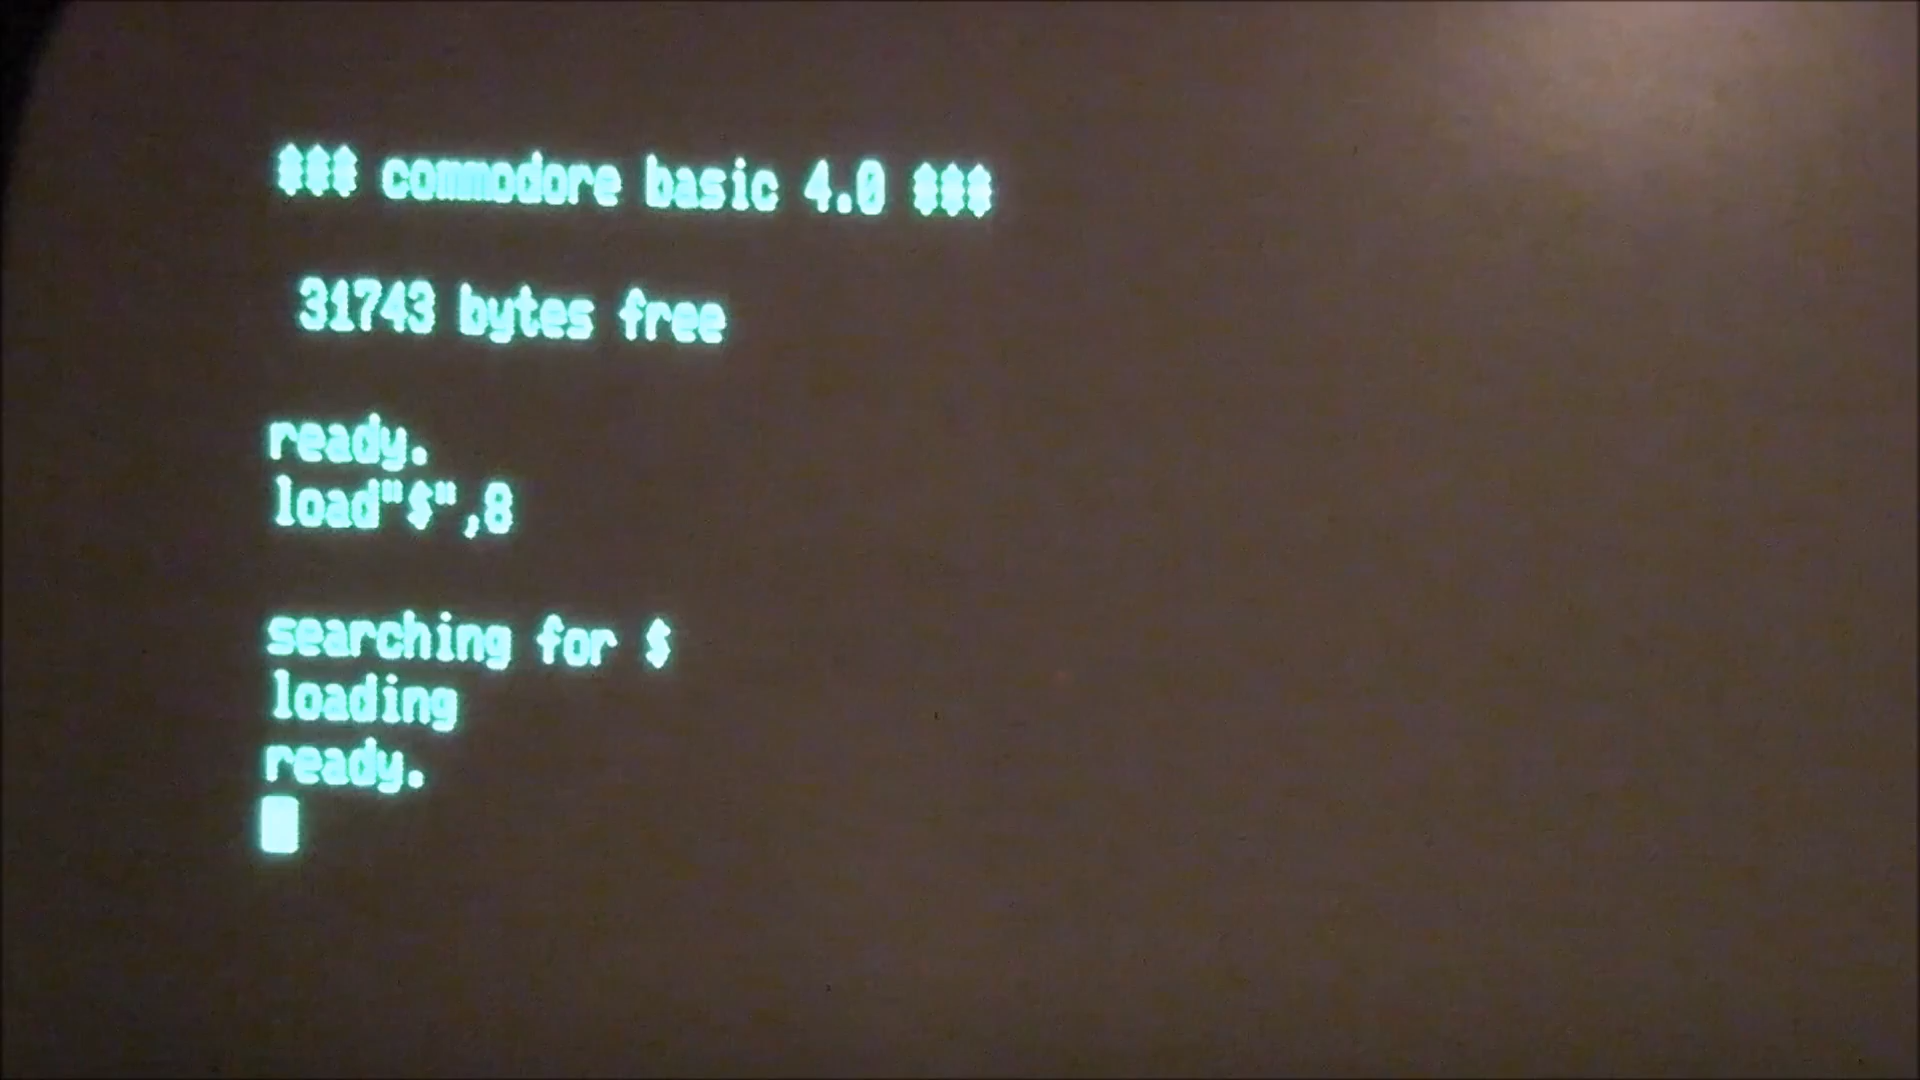 *** commodore basic 4.0 ***
31743 bytes free
ready.
load"$",8
searching for $
loading
ready.